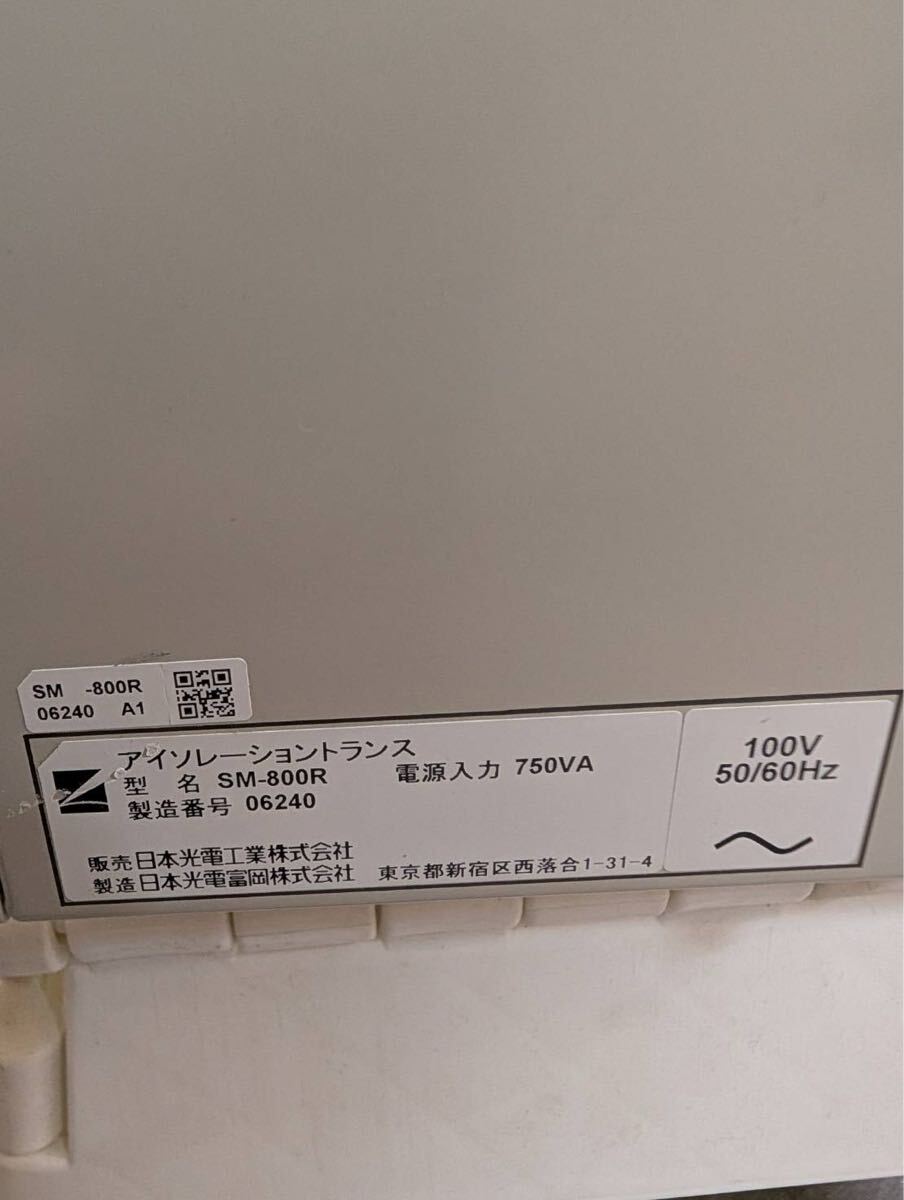 SM -800R
06240 A1
アイソレーショントランス
型 名 SM-800R 電源入力 750VA
製造番号 06240
販売 日本光電工業株式会社
製造 日本光電富岡株式会社 東京都新宿区西落合1-31-4
100V
50/60Hz